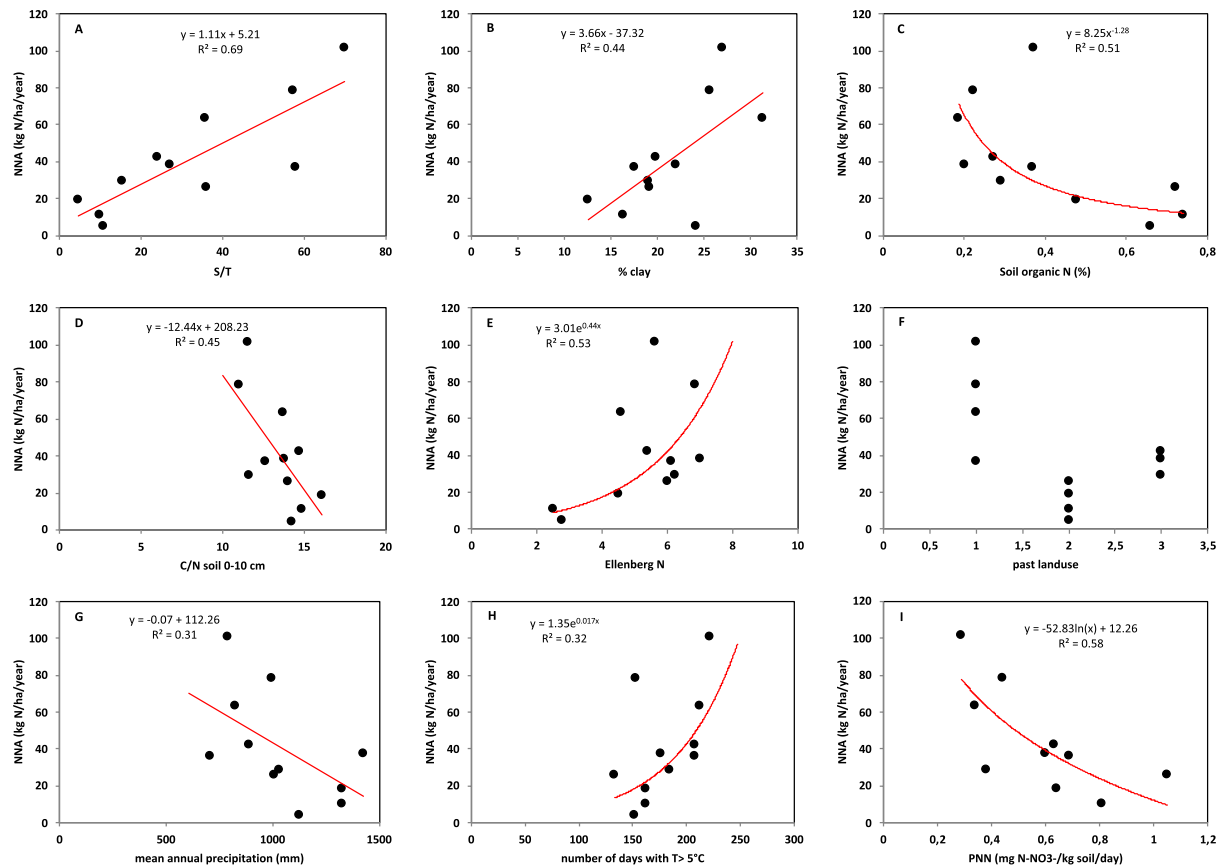 A
y = 1.11x + 5.21
R² = 0.69
NNA (kg N/ha/year)
120
100
80
60
40
20
0
0 20 40 60 80
S/T
B
y = 3.66x - 37.32
R² = 0.44
NNA (kg N/ha/year)
120
100
80
60
40
20
0
0 5 10 15 20 25 30 35
% clay
C
y = 8.25x^-1.28
R² = 0.51
NNA (kg N/ha/year)
120
100
80
60
40
20
0
0 0,2 0,4 0,6 0,8
Soil organic N (%)
D
y = -12.44x + 208.23
R² = 0.45
NNA (kg N/ha/year)
120
100
80
60
40
20
0
0 5 10 15 20
C/N soil 0-10 cm
E
y = 3.01e^0.44x
R² = 0.53
NNA (kg N/ha/year)
120
100
80
60
40
20
0
0 2 4 6 8 10
Ellenberg N
F
NNA (kg N/ha/year)
120
100
80
60
40
20
0
0 0,5 1 1,5 2 2,5 3 3,5
past landuse
G
y = -0.07 + 112.26
R² = 0.31
NNA (kg N/ha/year)
120
100
80
60
40
20
0
0 500 1000 1500
mean annual precipitation (mm)
H
y = 1.35e^0.017x
R² = 0.32
NNA (kg N/ha/year)
120
100
80
60
40
20
0
0 50 100 150 200 250 300
number of days with T> 5°C
I
y = -52.83ln(x) + 12.26
R² = 0.58
NNA (kg N/ha/year)
120
100
80
60
40
20
0
0 0,2 0,4 0,6 0,8 1 1,2
PNN (mg N-NO3-/kg soil/day)